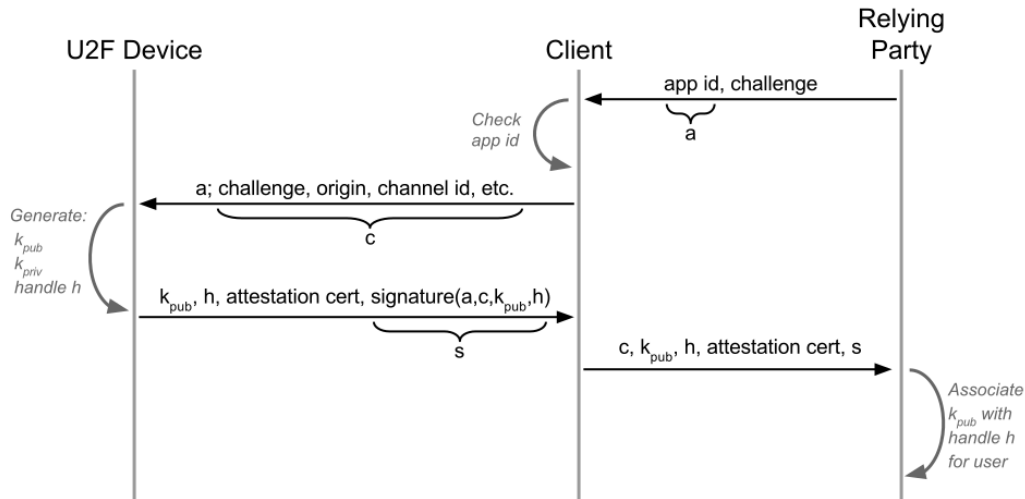 U2F Device
Client
Relying
Party
app id, challenge
a
Check
app id
a; challenge, origin, channel id, etc.
c
Generate:
k_pub
k_priv
handle h
k_pub, h, attestation cert, signature(a,c,k_pub,h)
s
c, k_pub, h, attestation cert, s
Associate
k_pub with
handle h
for user